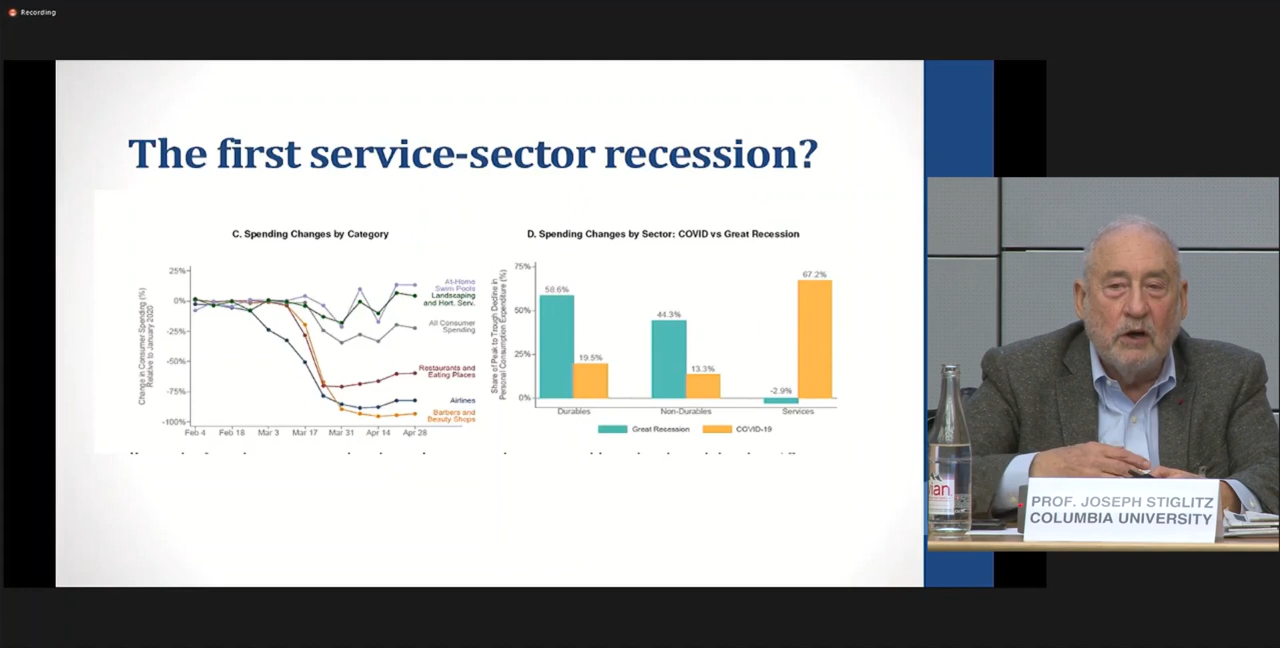 Recording
The first service-sector recession?
C. Spending Changes by Category
Change in Consumer Spending (%)
Relative to January 2020
25%
0%
-25%
-50%
-75%
-100%
Feb 4
Feb 18
Mar 3
Mar 17
Mar 31
Apr 14
Apr 28
At-Home
Swim Pools
Landscaping
and Hort. Serv.
All Consumer
Spending
Restaurants and
Eating Places
Airlines
Barbers and
Beauty Shops
D. Spending Changes by Sector: COVID vs Great Recession
Share of Peak to Trough Decline in
Personal Consumption Expenditure (%)
75%
50%
25%
0%
58.6%
19.5%
44.3%
13.3%
-2.9%
67.2%
Durables
Non-Durables
Services
Great Recession
COVID-19
ian
PROF. JOSEPH STIGLITZ
COLUMBIA UNIVERSITY